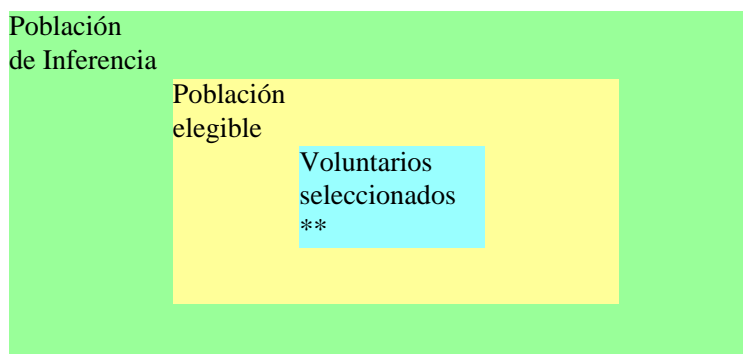 Población
de Inferencia
Población
elegible
Voluntarios
seleccionados
**